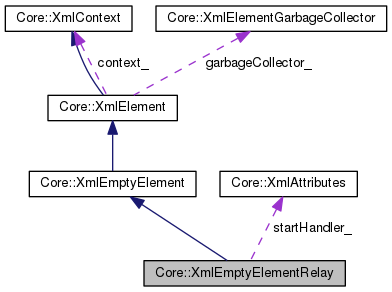 Core::XmlContext
Core::XmlElementGarbageCollector
context_
garbageCollector_
Core::XmlElement
Core::XmlEmptyElement
Core::XmlAttributes
startHandler_
Core::XmlEmptyElementRelay